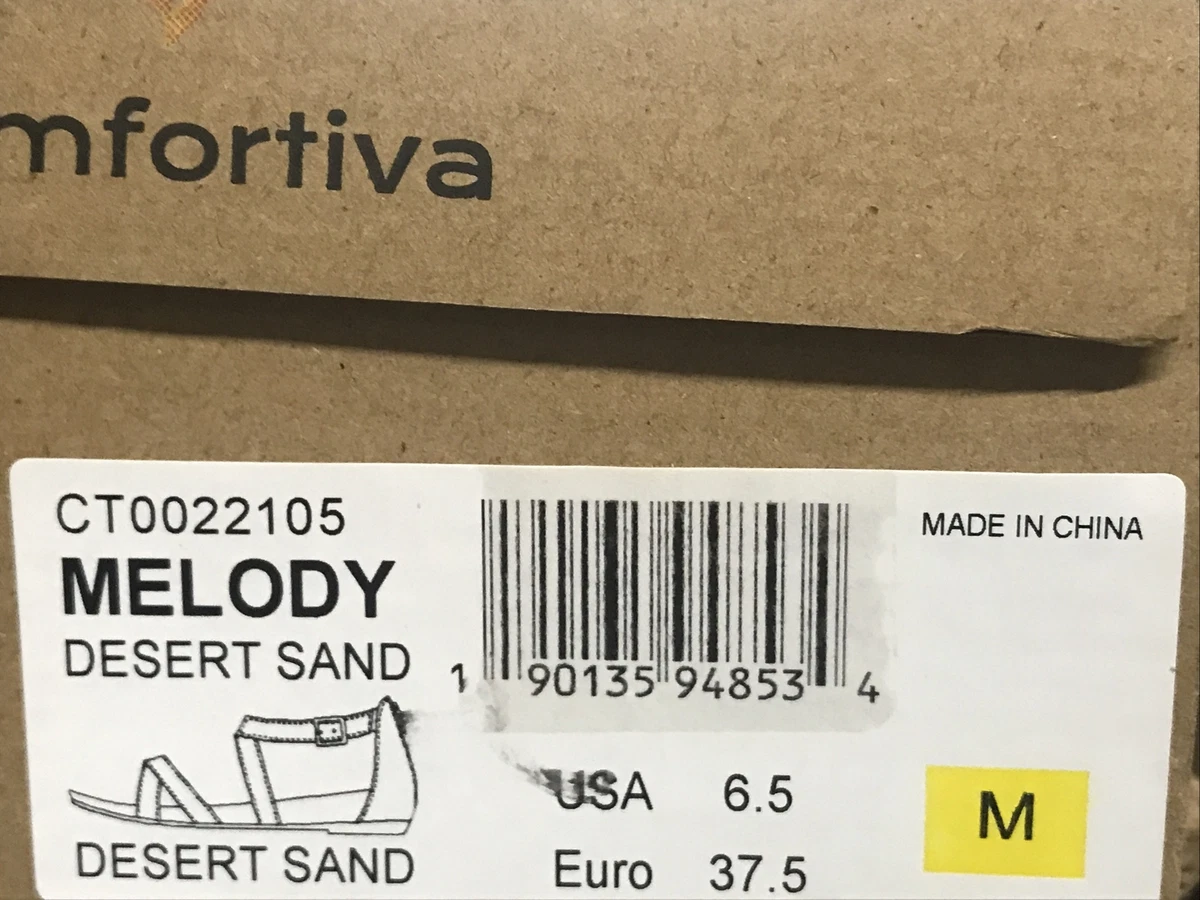 mfortiva
CT0022105
MELODY
DESERT SAND
1 90135 94853 4
MADE IN CHINA
USA 6.5
M
Euro 37.5
DESERT SAND